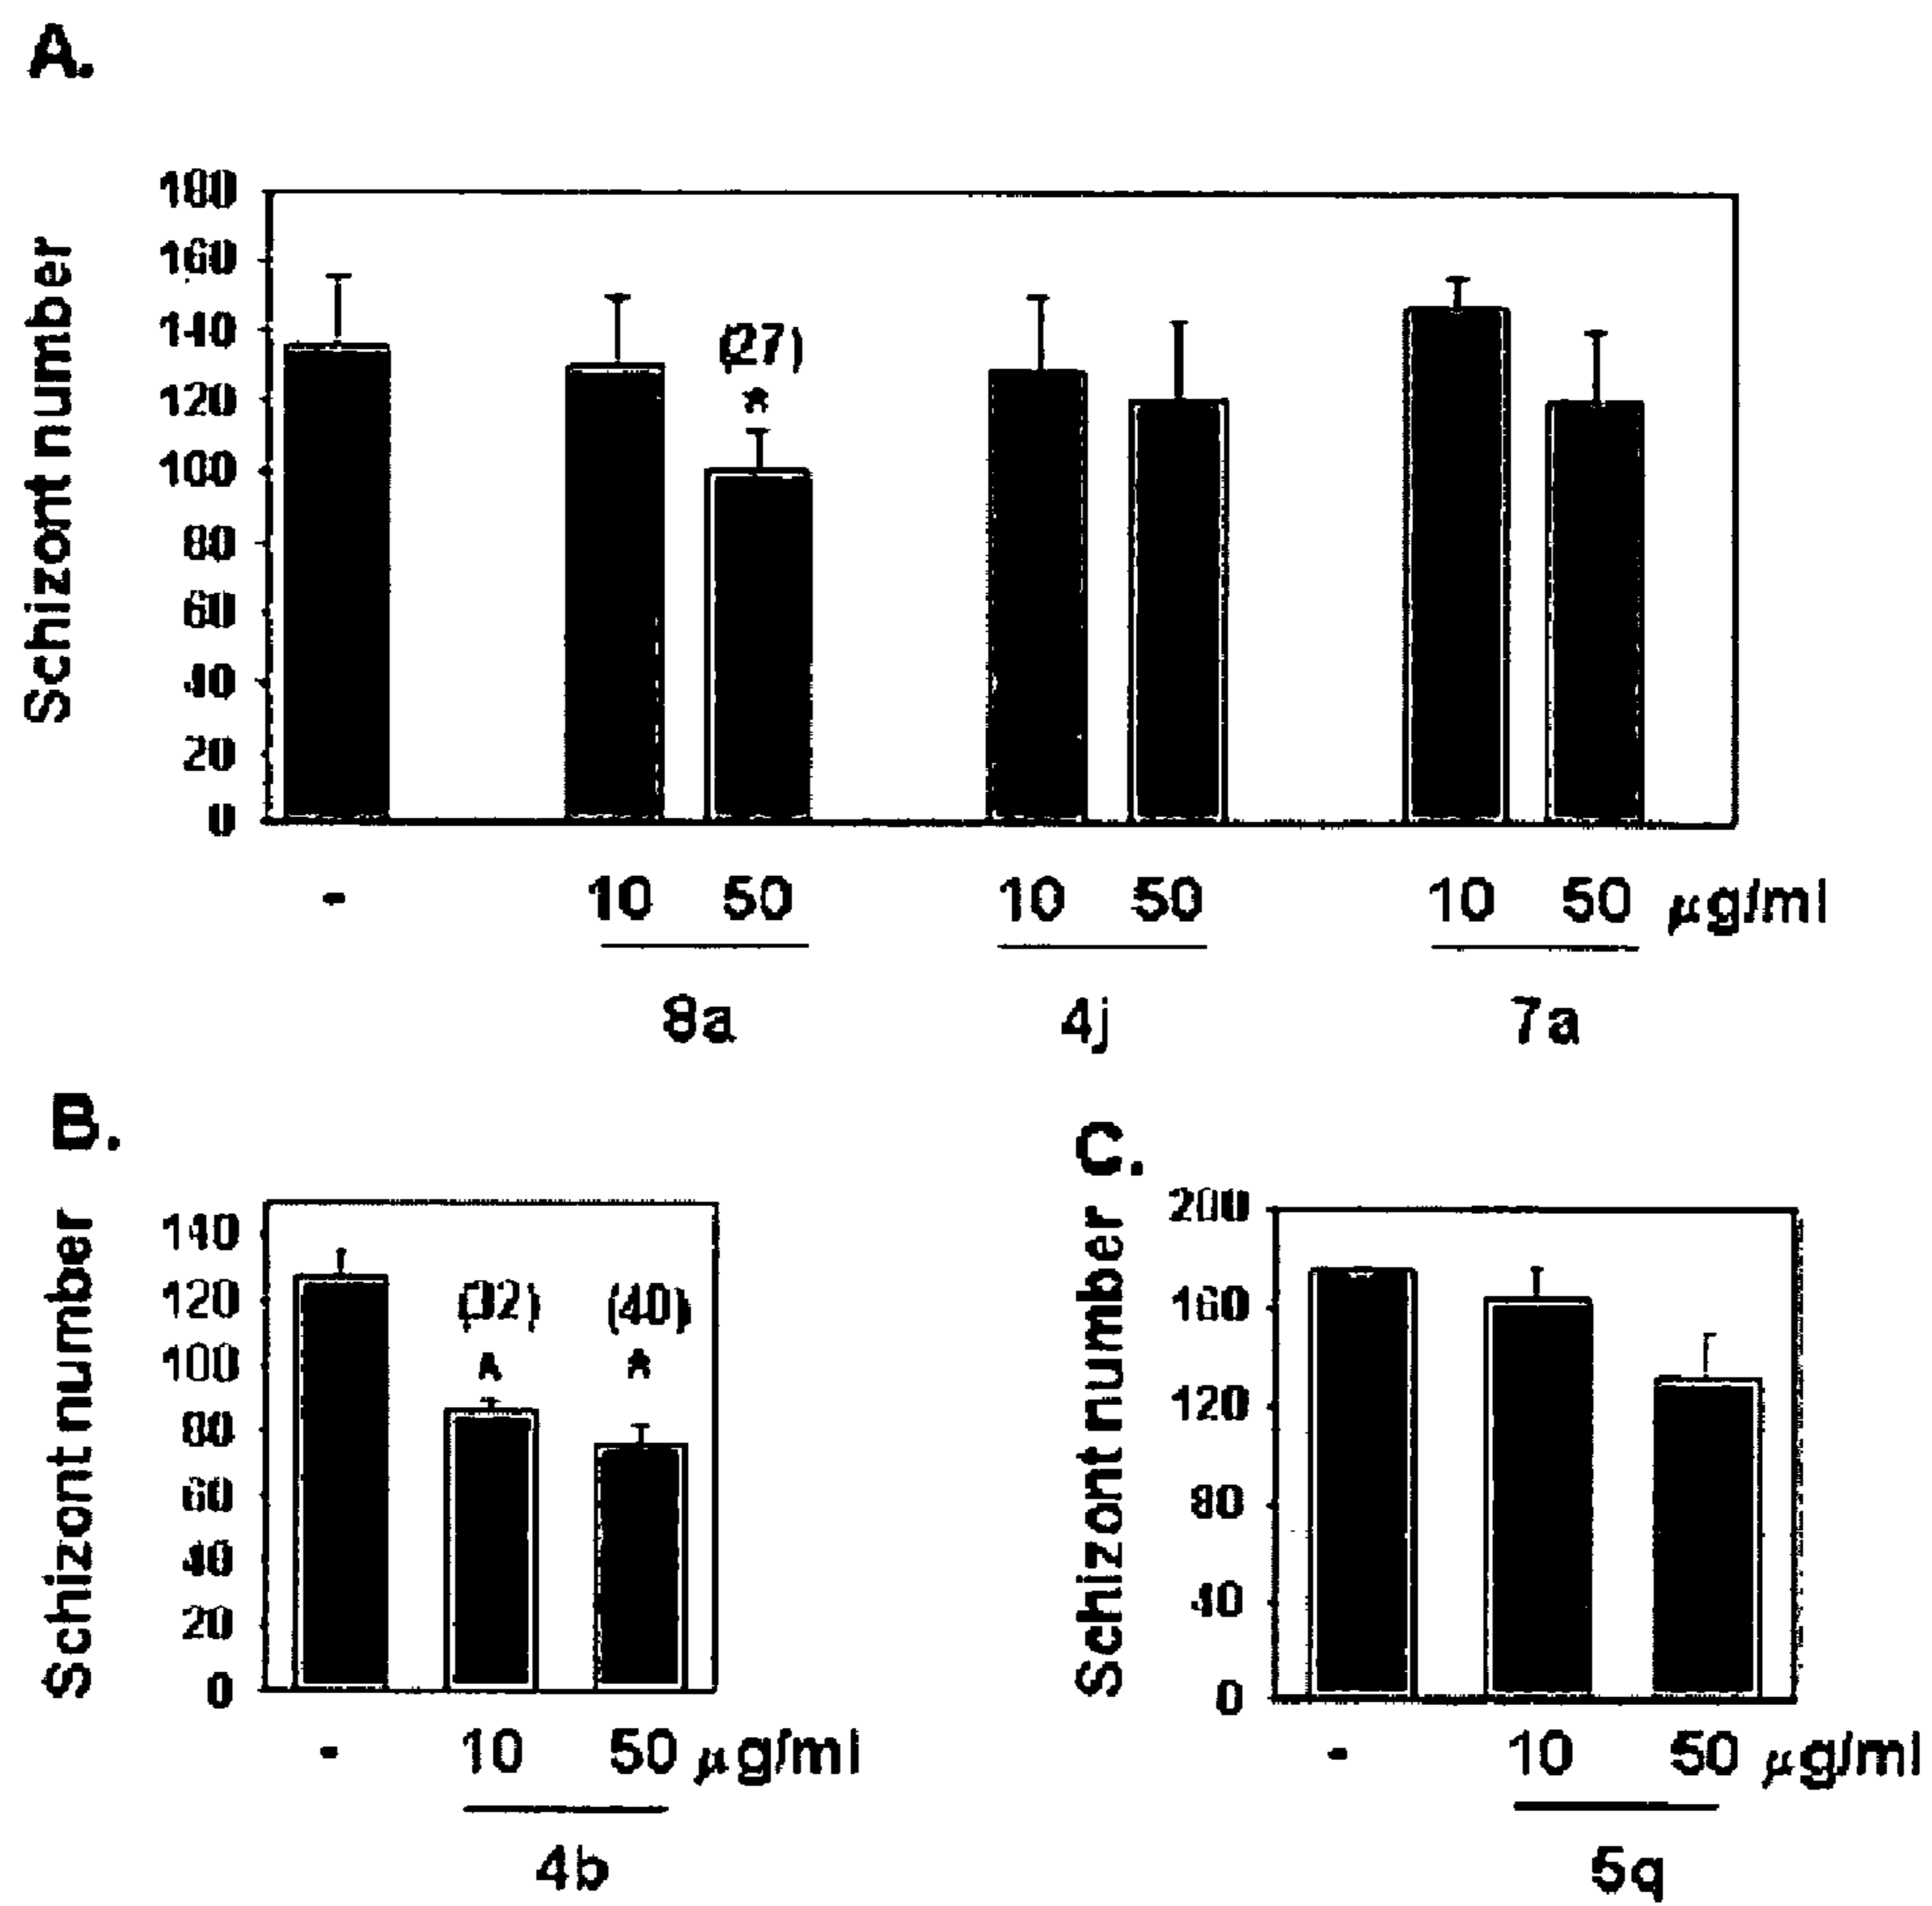 A.
Schizont number
180
160
140
120
100
80
60
40
20
0
(27)
*
- 10 50 10 50 10 50 μg/ml
8a 4j 7a
B.
Schizont number
140
120
100
80
60
40
20
0
(32) (40)
* *
- 10 50 μg/ml
4b
C.
Schizont number
200
160
120
80
40
0
- 10 50 μg/ml
5q